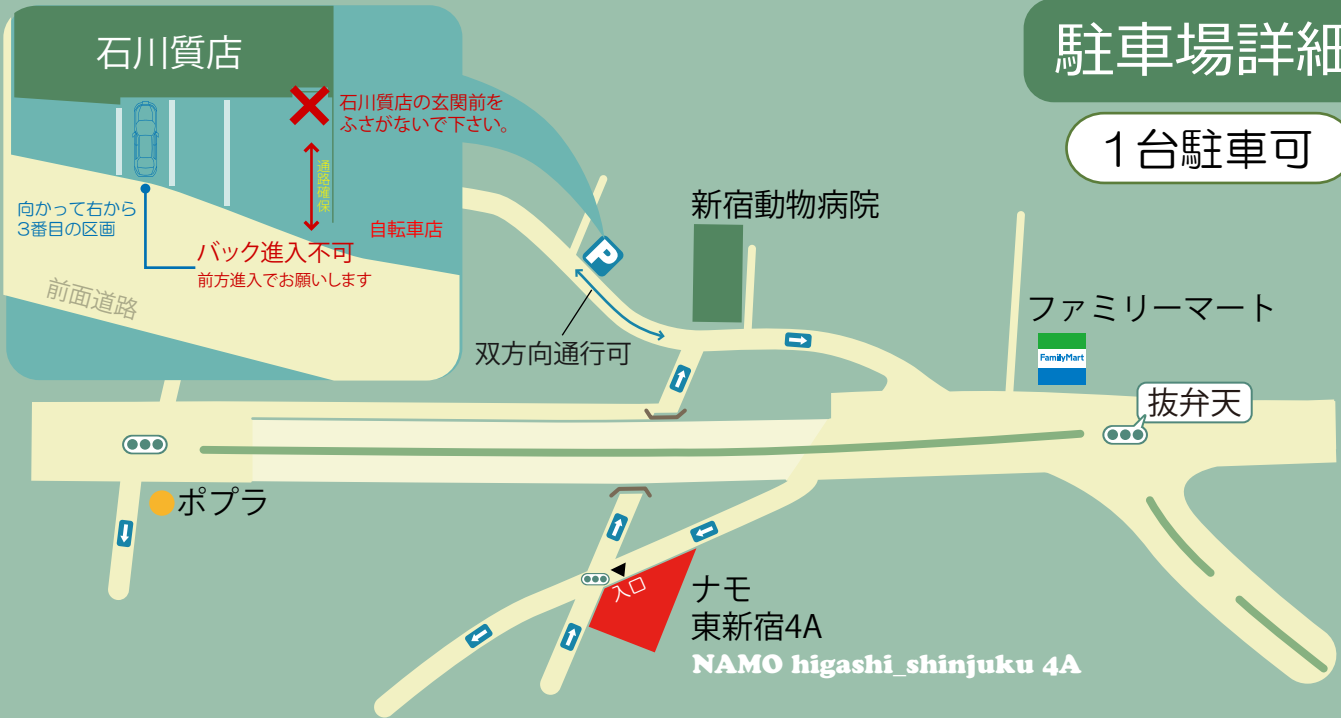 駐車場詳細
1台駐車可
石川質店
石川質店の玄関前を
ふさがないで下さい。
通路確保
向かって右から
3番目の区画
自転車店
バック進入不可
前方進入でお願いします
前面道路
P
双方向通行可
新宿動物病院
ファミリーマート
FamilyMart
抜弁天
ポプラ
入口
ナモ
東新宿4A
NAMO higashi_shinjuku 4A